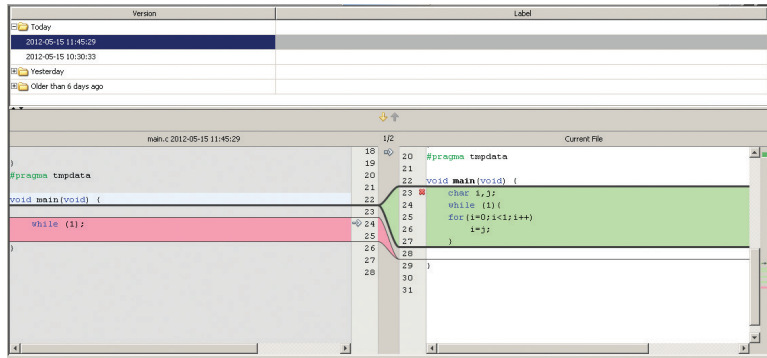 Version Label
Today
2012-05-15 11:45:29
2012-05-15 10:30:33
Yesterday
Older than 6 days ago
main.c 2012-05-15 11:45:29 1/2 Current File
18
) 19
#pragma tmpdata 20
21
void main(void) { 22
23
while (1); 24
25
) 26
27
28
20 #pragma tmpdata
21
22 void main(void) {
23 char i,j;
24 while (1){
25 for(i=0;i<1;i++)
26 i=j;
27 }
28
29 )
30
31